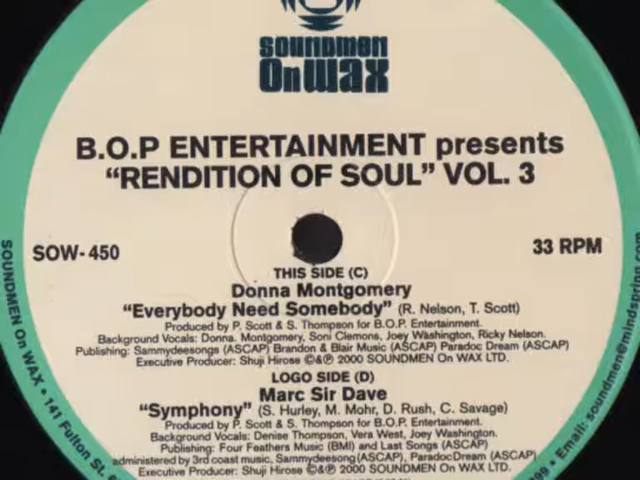 SOUNDMEN
On WAX
B.O.P ENTERTAINMENT presents
"RENDITION OF SOUL" VOL. 3
SOW-450
33 RPM
THIS SIDE (C)
Donna Montgomery
"Everybody Need Somebody" (R. Nelson, T. Scott)
Produced by P. Scott & S. Thompson for B.O.P. Entertainment.
Background Vocals: Donna. Montgomery, Soni Clemons, Joey Washington, Ricky Nelson.
Publishing: Sammydeesongs (ASCAP) Brandon & Blair Music (ASCAP) Paradoc Dream (ASCAP)
Executive Producer: Shuji Hirose ©&℗ 2000 SOUNDMEN On WAX LTD.
LOGO SIDE (D)
Marc Sir Dave
"Symphony" (S. Hurley, M. Mohr, D. Rush, C. Savage)
Produced by P. Scott & S. Thompson for B.O.P. Entertainment.
Background Vocals: Denise Thompson, Vera West, Joey Washington.
Publishing: Four Feathers Music (BMI) and Last Songs (ASCAP)
administered by 3rd coast music, Sammydeesong(ASCAP), ParadocDream (ASCAP)
Executive Producer: Shuji Hirose ©&℗ 2000 SOUNDMEN On WAX LTD.
SOUNDMEN On WAX • 141 Fulton St.
• Email: soundmen@mindspring.com